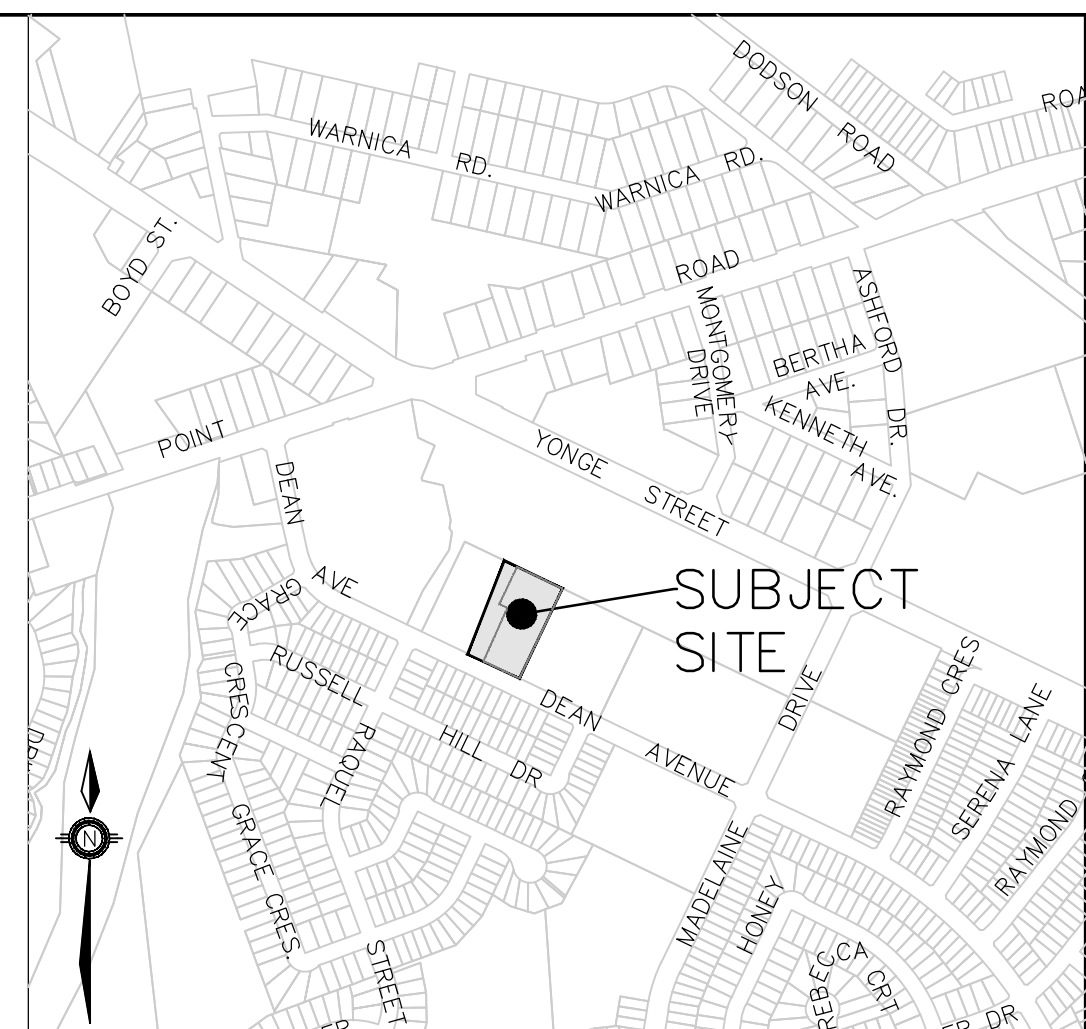 DODSON
ROAD
WARNICA
RD.
WARNICA
RD.
BOYD ST.
ROAD
MONTGOMERY
DRIVE
ASHFORD
DR.
BERTHA
AVE.
KENNETH
AVE.
POINT
YONGE
STREET
DEAN
AVE
GRACE
CRESCENT
SUBJECT
SITE
RUSSELL
HILL DR
RAQUEL
STREET
GRACE CRES.
DEAN
AVENUE
DRIVE
MADELAINE
HONEY
RAYMOND CRES
SERENA LANE
RAYMOND
REBECCA
CRT
DR
N